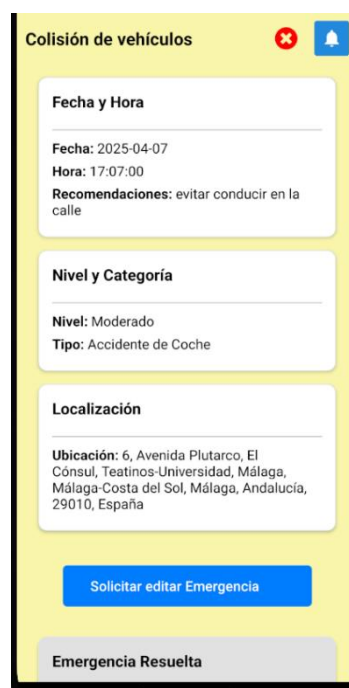 Colisión de vehículos
Fecha y Hora
Fecha: 2025-04-07
Hora: 17:07:00
Recomendaciones: evitar conducir en la
calle
Nivel y Categoría
Nivel: Moderado
Tipo: Accidente de Coche
Localización
Ubicación: 6, Avenida Plutarco, El
Cónsul, Teatinos-Universidad, Málaga,
Málaga-Costa del Sol, Málaga, Andalucía,
29010, España
Solicitar editar Emergencia
Emergencia Resuelta